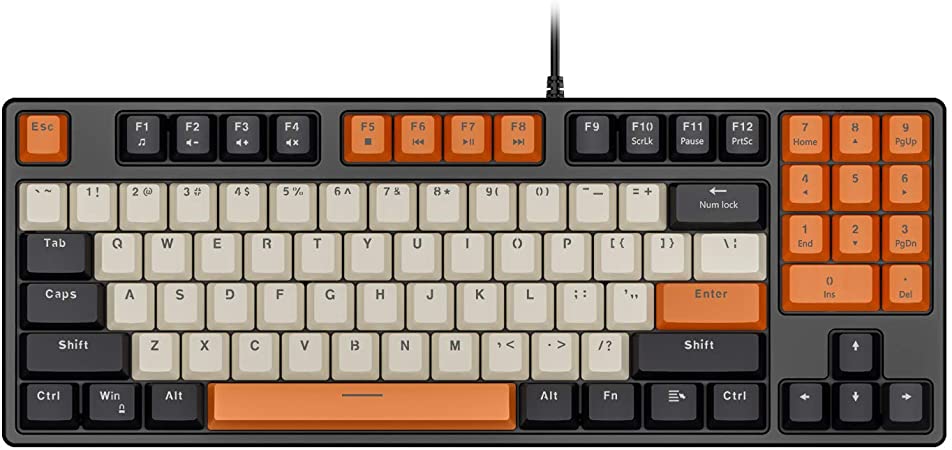 Esc F1 F2 F3 F4 F5 F6 F7 F8 F9 F10 F11 F12 7 8 9
ScrLk Pause PrtSc Home PgUp
` ~ 1 ! 2 @ 3 # 4 $ 5 % 6 ^ 7 & 8 * 9 ( 0 ) - _ = + ← 4 5 6
Num lock
Tab Q W E R T Y U I O P [ { ] } \ ¦ 1 2 3
End PgDn
Caps A S D F G H J K L ; : ' " Enter 0 .
Ins Del
Shift Z X C V B N M , < . > / ? Shift ↑
Ctrl Win Alt Alt Fn Ctrl ← ↓ →